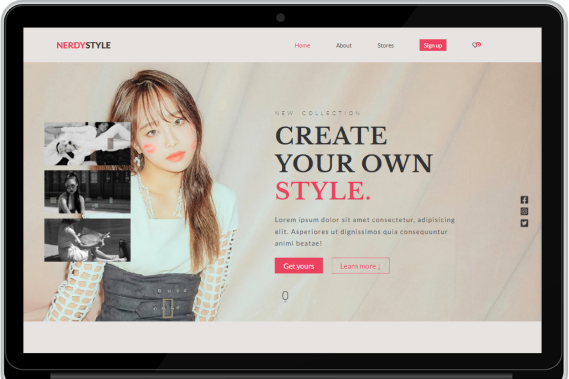 NERDYSTYLE
Home
About
Stores
Sign up
NEW COLLECTION
CREATE
YOUR OWN
STYLE.
Lorem ipsum dolor sit amet consectetur, adipisicing
elit. Asperiores ut dignissimos quia consequuntur
animi beatae!
Get yours
Learn more ↓